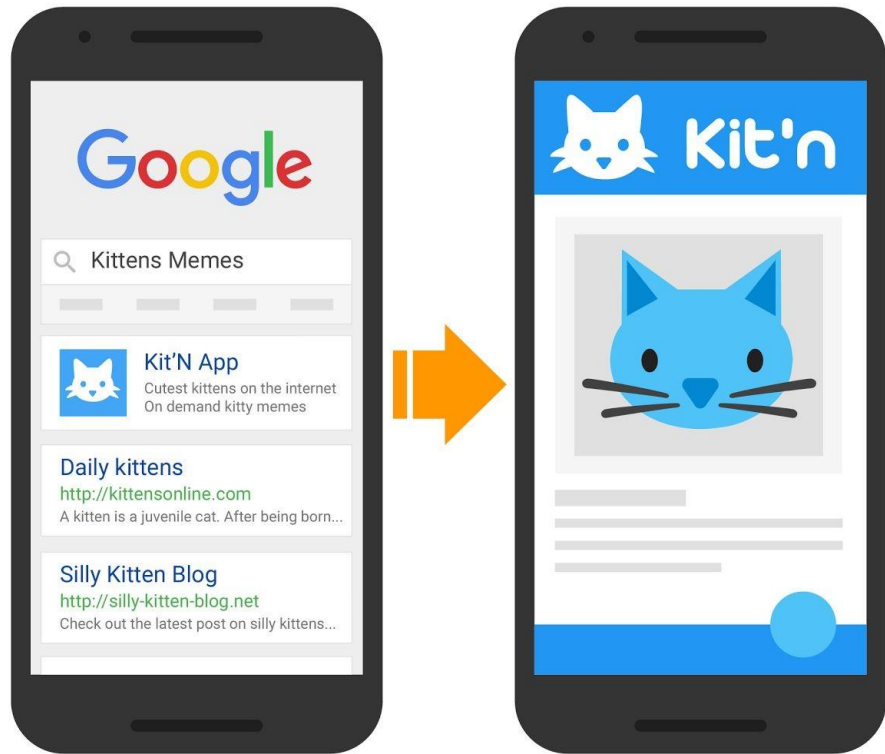 Google
Kittens Memes
Kit'N App
Cutest kittens on the internet
On demand kitty memes
Daily kittens
http://kittensonline.com
A kitten is a juvenile cat. After being born...
Silly Kitten Blog
http://silly-kitten-blog.net
Check out the latest post on silly kittens...
Kit'n